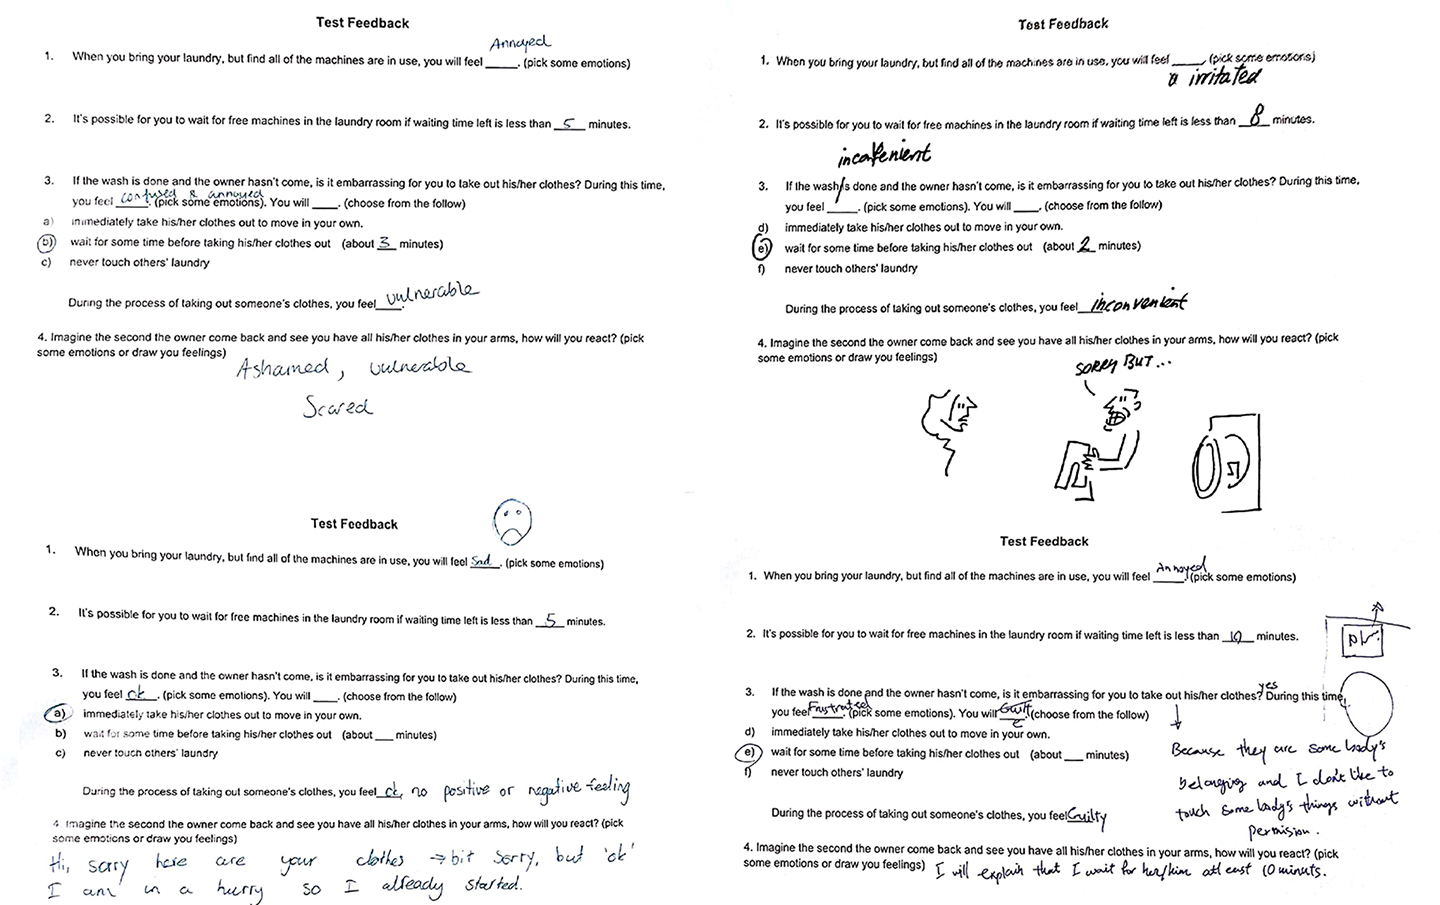 Test Feedback
Annoyed
1. When you bring your laundry, but find all of the machines are in use, you will feel _____. (pick some emotions)
2. It's possible for you to wait for free machines in the laundry room if waiting time left is less than 5 minutes.
3. If the wash is done and the owner hasn't come, is it embarrassing for you to take out his/her clothes? During this time,
confused & annoyed
you feel _____. (pick some emotions). You will ____. (choose from the follow)
a) immediately take his/her clothes out to move in your own.
b) wait for some time before taking his/her clothes out (about 3 minutes)
c) never touch others' laundry
During the process of taking out someone's clothes, you feel vulnerable.
4. Imagine the second the owner come back and see you have all his/her clothes in your arms, how will you react? (pick
some emotions or draw you feelings)
Ashamed, vulnerable
Scared
Test Feedback
1. When you bring your laundry, but find all of the machines are in use, you will feel _____. (pick some emotions)
irritated
2. It's possible for you to wait for free machines in the laundry room if waiting time left is less than 8 minutes.
3. If the wash is done and the owner hasn't come, is it embarrassing for you to take out his/her clothes? During this time,
you feel _____. (pick some emotions). You will ____. (choose from the follow)
d) immediately take his/her clothes out to move in your own.
e) wait for some time before taking his/her clothes out (about 2 minutes)
f) never touch others' laundry
During the process of taking out someone's clothes, you feel inconvenient
4. Imagine the second the owner come back and see you have all his/her clothes in your arms, how will you react? (pick
some emotions or draw you feelings)
SORRY BUT...
Test Feedback
1. When you bring your laundry, but find all of the machines are in use, you will feel Sad. (pick some emotions)
2. It's possible for you to wait for free machines in the laundry room if waiting time left is less than 5 minutes.
3. If the wash is done and the owner hasn't come, is it embarrassing for you to take out his/her clothes? During this time,
you feel ok. (pick some emotions). You will ____. (choose from the follow)
a) immediately take his/her clothes out to move in your own.
b) wait for some time before taking his/her clothes out (about ___ minutes)
c) never touch others' laundry
During the process of taking out someone's clothes, you feel ok, no positive or negative feeling
4 Imagine the second the owner come back and see you have all his/her clothes in your arms, how will you react? (pick
some emotions or draw you feelings)
Hi, sorry here are your clothes → bit sorry, but 'ok'
I am in a hurry so I already started.
Test Feedback
Annoyed
1. When you bring your laundry, but find all of the machines are in use, you will feel _____. (pick some emotions)
2. It's possible for you to wait for free machines in the laundry room if waiting time left is less than 10 minutes.
yes
3. If the wash is done and the owner hasn't come, is it embarrassing for you to take out his/her clothes? During this time,
you feel Frustrated. (pick some emotions). You will Guilt. (choose from the follow)
e
d) immediately take his/her clothes out to move in your own.
e) wait for some time before taking his/her clothes out (about ___ minutes)
f) never touch others' laundry
Because they are some body's
belonging and I don't like to
touch some body's things without
permision.
During the process of taking out someone's clothes, you feel Guilty
4. Imagine the second the owner come back and see you have all his/her clothes in your arms, how will you react? (pick
some emotions or draw you feelings) I will explain that I wait for her/him atleast 10 minuts.